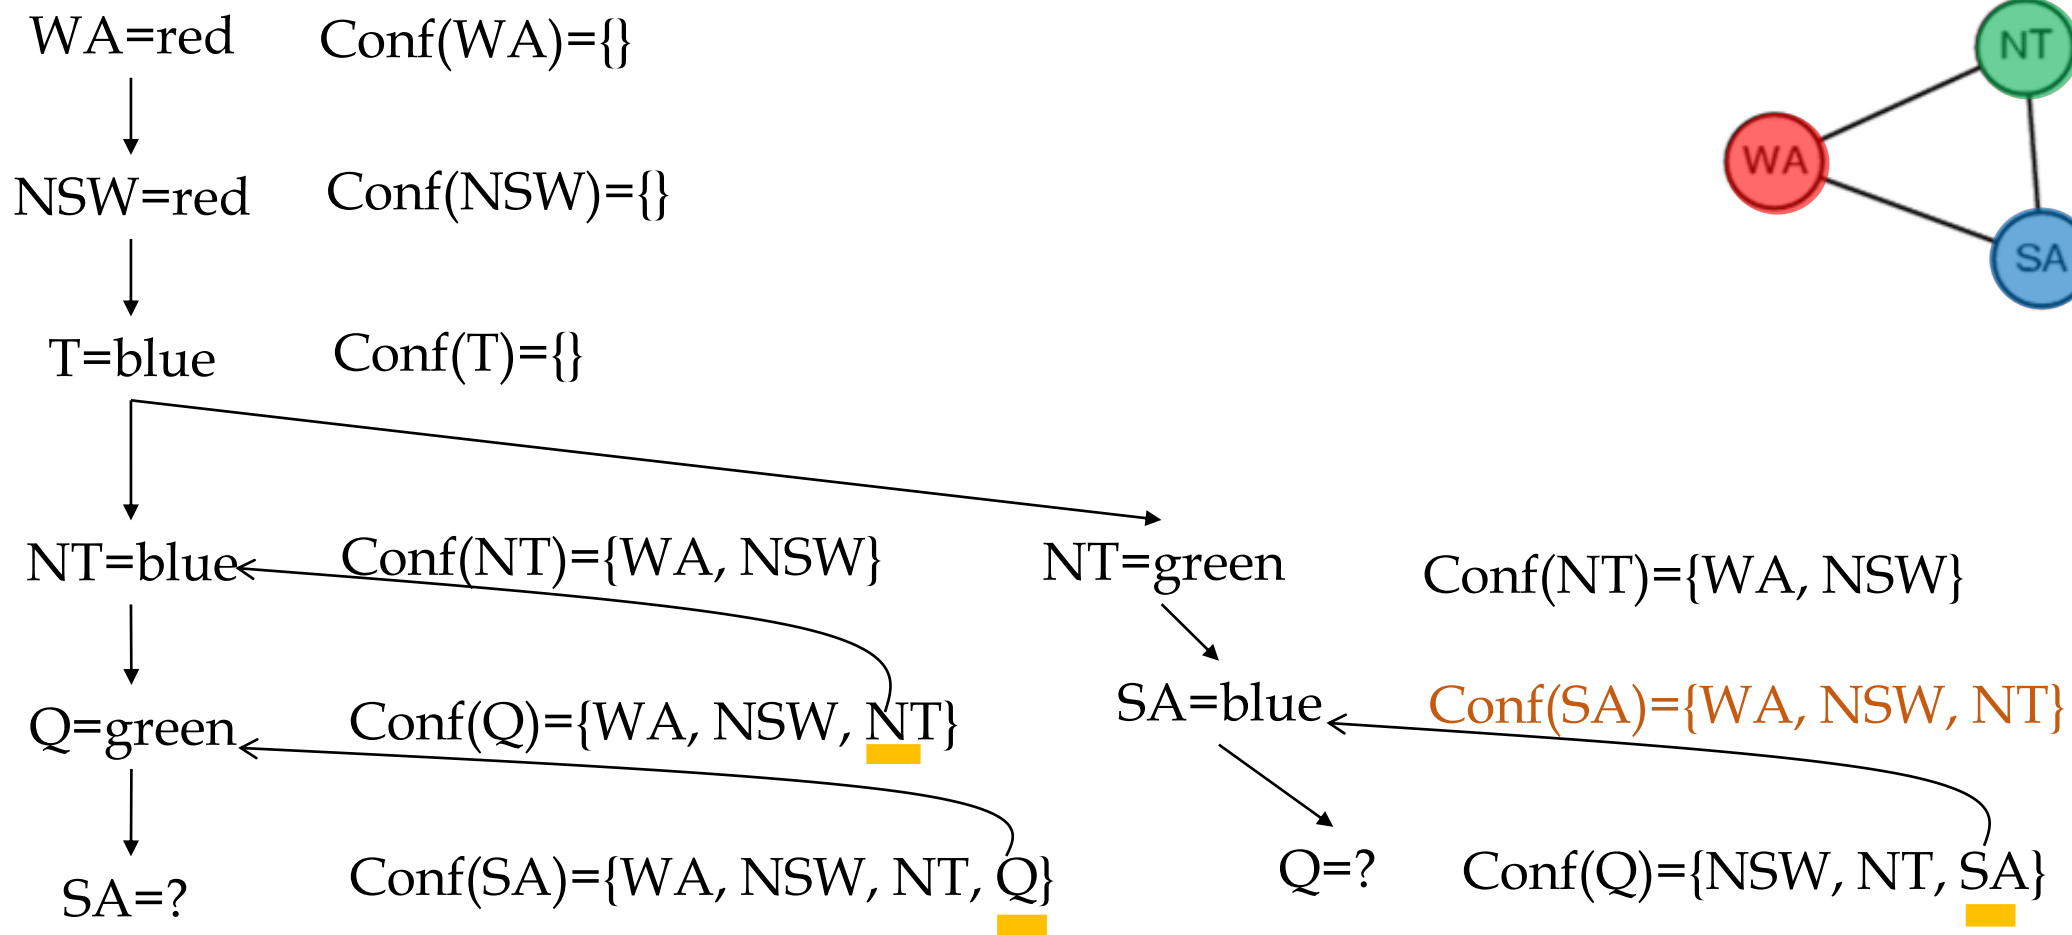 WA=red Conf(WA)={}
NSW=red Conf(NSW)={}
T=blue Conf(T)={}
NT=blue Conf(NT)={WA, NSW}
Q=green Conf(Q)={WA, NSW, NT}
SA=? Conf(SA)={WA, NSW, NT, Q}
NT=green Conf(NT)={WA, NSW}
SA=blue Conf(SA)={WA, NSW, NT}
Q=? Conf(Q)={NSW, NT, SA}
NT
WA
SA